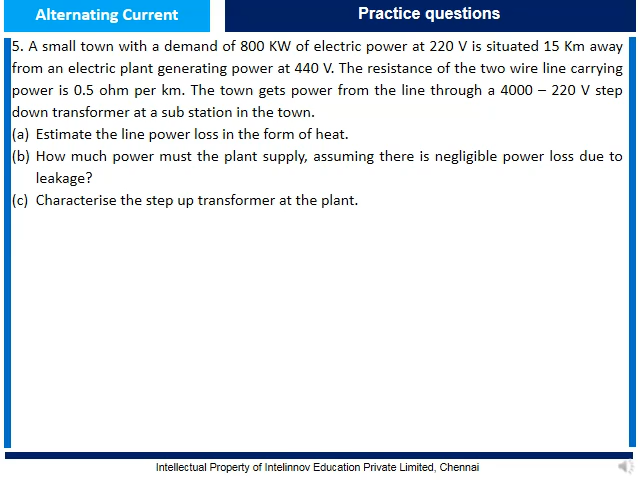 Alternating Current
Practice questions
5. A small town with a demand of 800 KW of electric power at 220 V is situated 15 Km away
from an electric plant generating power at 440 V. The resistance of the two wire line carrying
power is 0.5 ohm per km. The town gets power from the line through a 4000 – 220 V step
down transformer at a sub station in the town.
(a) Estimate the line power loss in the form of heat.
(b) How much power must the plant supply, assuming there is negligible power loss due to
leakage?
(c) Characterise the step up transformer at the plant.
Intellectual Property of Intelinnov Education Private Limited, Chennai